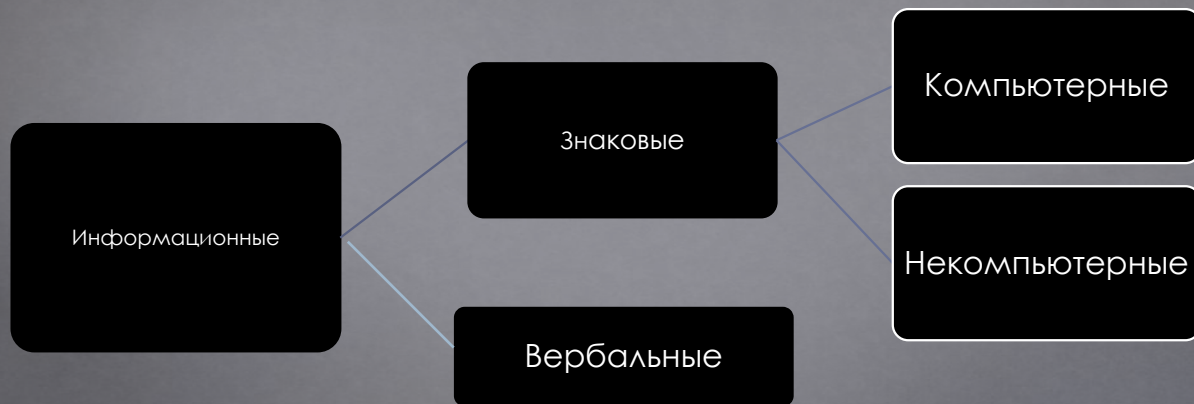 Информационные
Знаковые
Вербальные
Компьютерные
Некомпьютерные